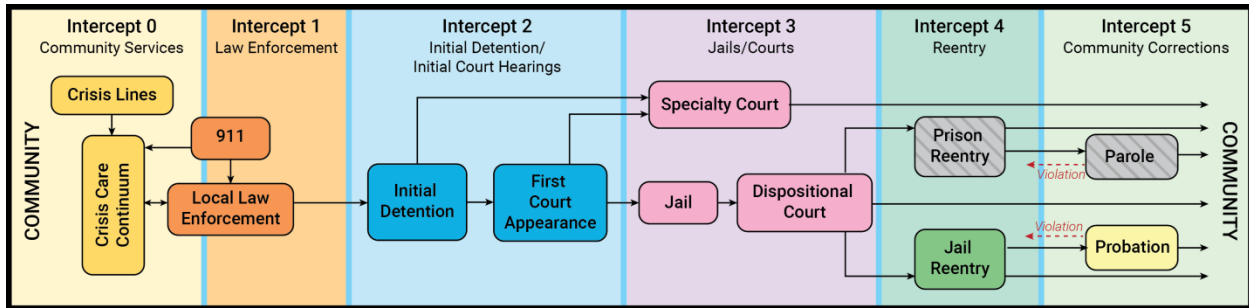 Intercept 0
Community Services
Intercept 1
Law Enforcement
Intercept 2
Initial Detention/
Initial Court Hearings
Intercept 3
Jails/Courts
Intercept 4
Reentry
Intercept 5
Community Corrections
COMMUNITY
Crisis Lines
Crisis Care
Continuum
911
Local Law
Enforcement
Initial
Detention
First
Court
Appearance
Specialty Court
Jail
Dispositional
Court
Prison
Reentry
Violation
Parole
Jail
Reentry
Violation
Probation
COMMUNITY